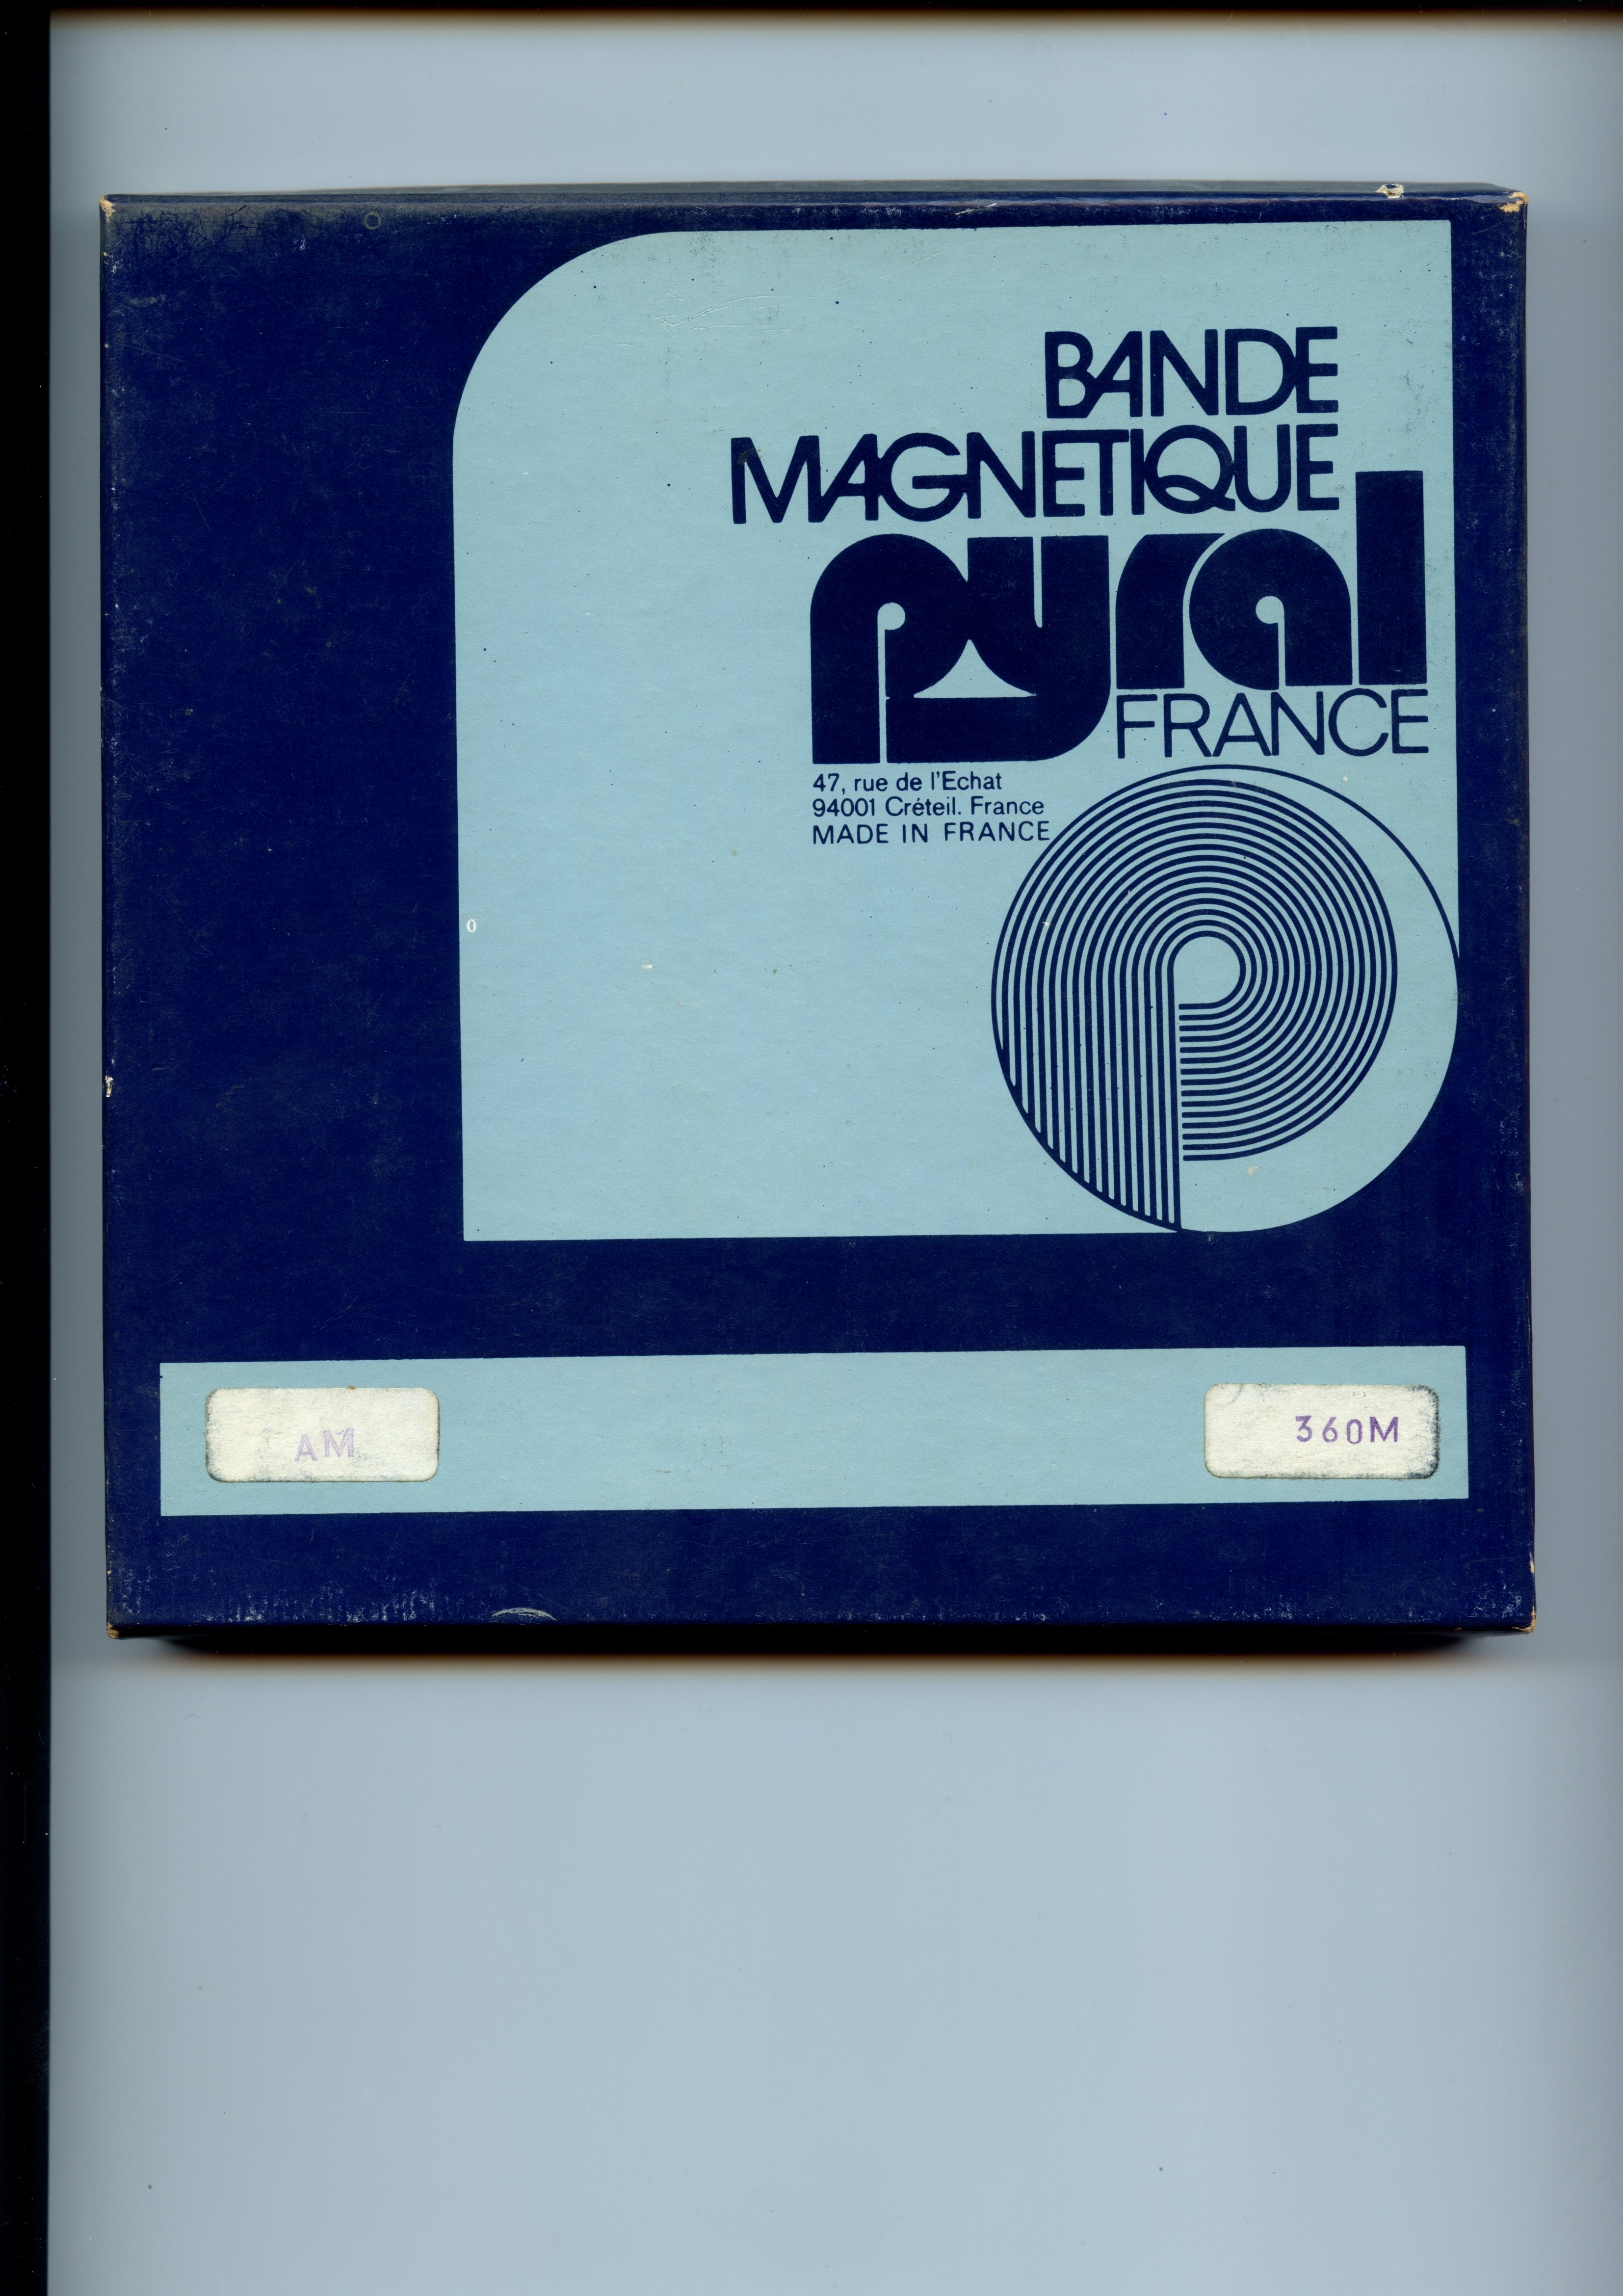 BANDE
MAGNETIQUE
pyral
FRANCE
47, rue de l'Echat
94001 Créteil. France
MADE IN FRANCE
AM
360M